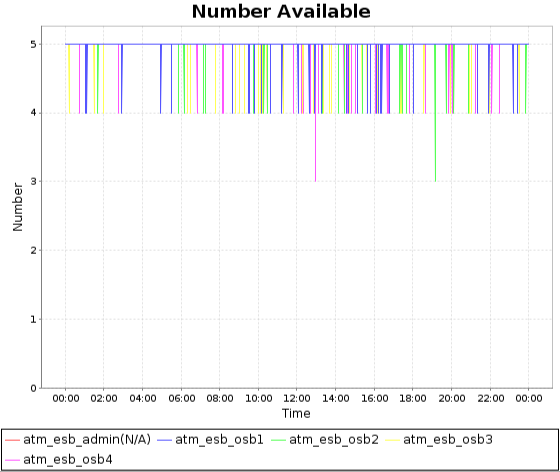 Number Available
5
4
3
2
1
0
Number
00:00 02:00 04:00 06:00 08:00 10:00 12:00 14:00 16:00 18:00 20:00 22:00 00:00
Time
atm_esb_admin(N/A) atm_esb_osb1 atm_esb_osb2 atm_esb_osb3
atm_esb_osb4